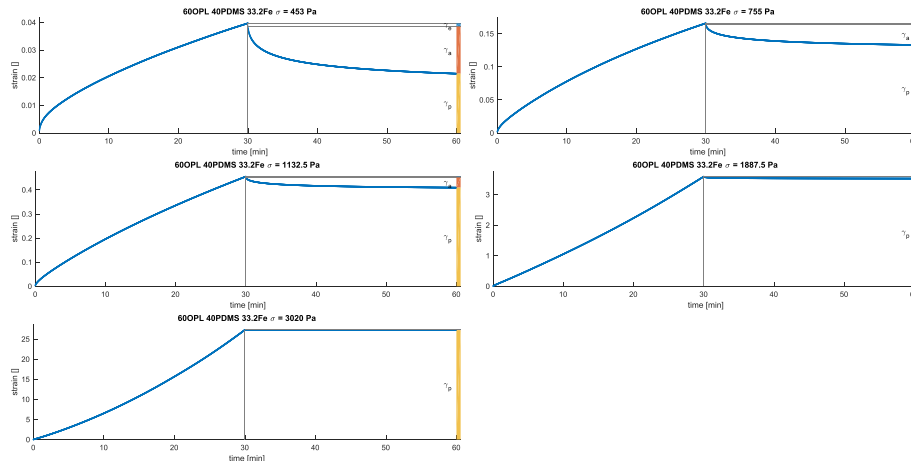 60OPL 40PDMS 33.2Fe σ = 453 Pa
strain []
0.04
0.03
0.02
0.01
0
0
10
20
30
40
50
60
time [min]
γe
γa
γp
60OPL 40PDMS 33.2Fe σ = 755 Pa
strain []
0.15
0.1
0.05
0
0
10
20
30
40
50
60
time [min]
γa
γp
60OPL 40PDMS 33.2Fe σ = 1132.5 Pa
strain []
0.4
0.3
0.2
0.1
0
0
10
20
30
40
50
60
time [min]
γa
γp
60OPL 40PDMS 33.2Fe σ = 1887.5 Pa
strain []
3
2
1
0
0
10
20
30
40
50
60
time [min]
γp
60OPL 40PDMS 33.2Fe σ = 3020 Pa
strain []
25
20
15
10
5
0
0
10
20
30
40
50
60
time [min]
γp